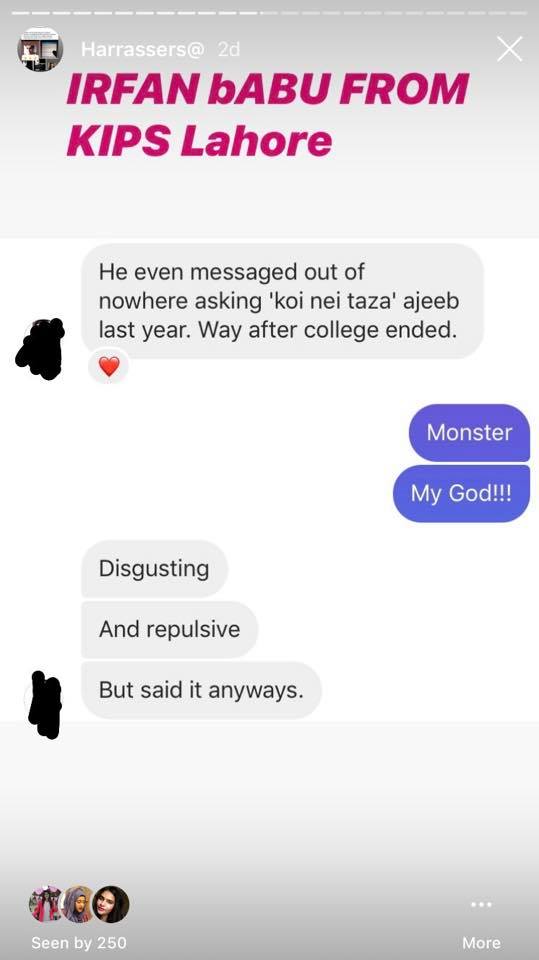 Harrassers@ 2d
IRFAN bABU FROM
KIPS Lahore
He even messaged out of
nowhere asking 'koi nei taza' ajeeb
last year. Way after college ended.
Monster
My God!!!
Disgusting
And repulsive
But said it anyways.
Seen by 250
More